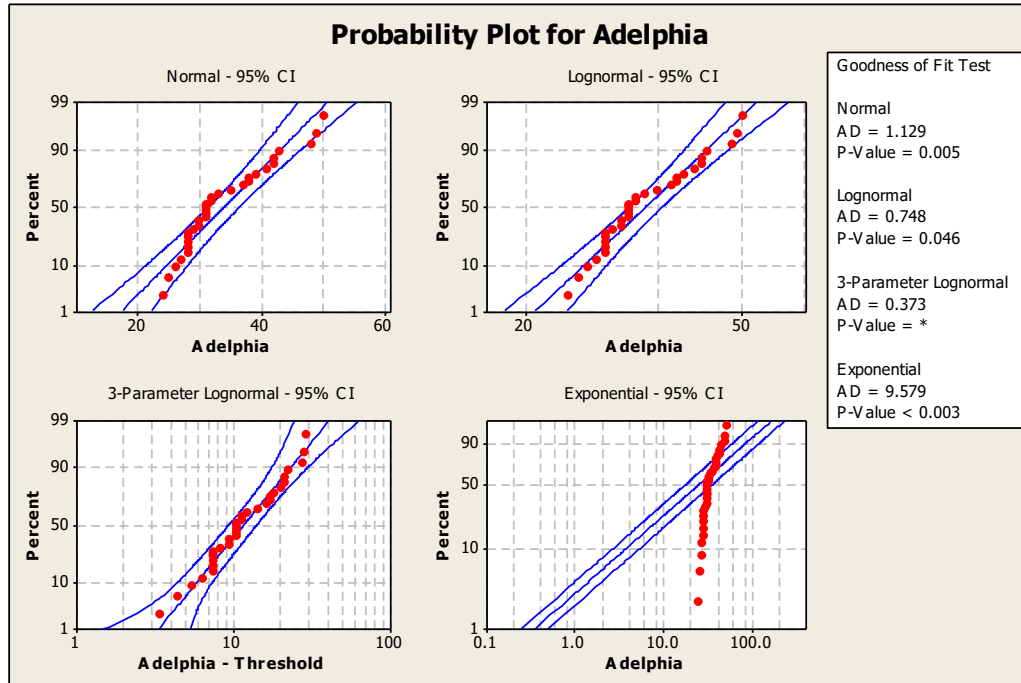 Probability Plot for Adelphia
Normal - 95% CI
Lognormal - 95% CI
99
90
50
10
1
Percent
20
40
60
Adelphia
99
90
50
10
1
Percent
20
50
Adelphia
3-Parameter Lognormal - 95% CI
Exponential - 95% CI
99
90
50
10
1
Percent
10
100
Adelphia - Threshold
90
50
10
1
Percent
0.1
1.0
10.0
100.0
Adelphia
Goodness of Fit Test
Normal
AD = 1.129
P-Value = 0.005
Lognormal
AD = 0.748
P-Value = 0.046
3-Parameter Lognormal
AD = 0.373
P-Value = *
Exponential
AD = 9.579
P-Value < 0.003